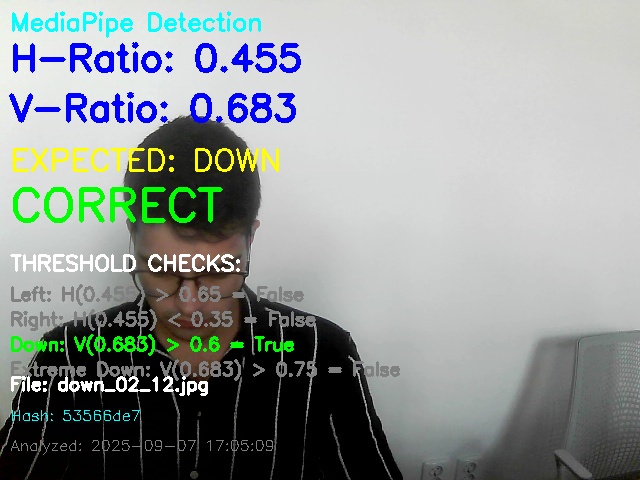 MediaPipe Detection
H-Ratio: 0.455
V-Ratio: 0.683
EXPECTED: DOWN
CORRECT
THRESHOLD CHECKS:
Left: H(0.455) > 0.65 = False
Right: H(0.455) < 0.35 = False
Down: V(0.683) > 0.6 = True
Extreme Down: V(0.683) > 0.75 = False
File: down_02_12.jpg
Hash: 53566de7
Analyzed: 2025-09-07 17:05:09